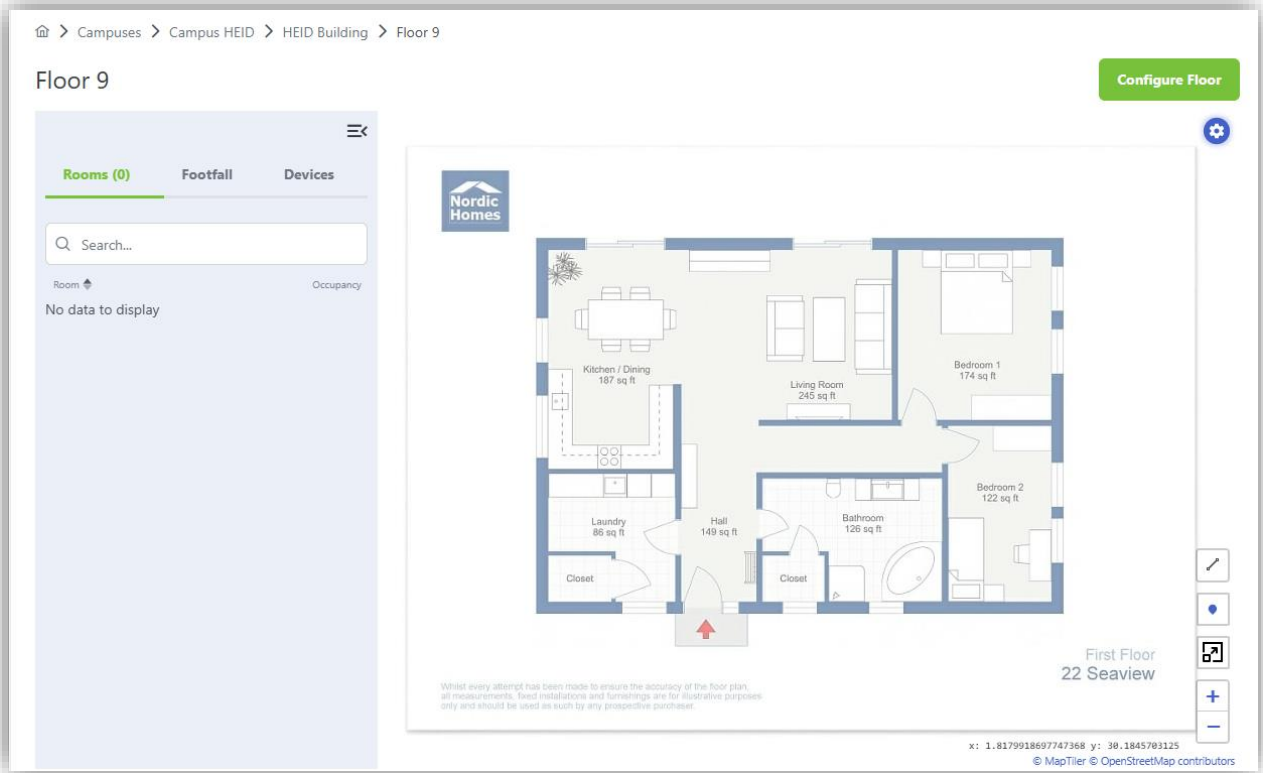 Campuses > Campus HEID > HEID Building > Floor 9
Floor 9
Configure Floor
Rooms (0) Footfall Devices
Search...
Room Occupancy
No data to display
Nordic
Homes
Kitchen / Dining
187 sq ft
Living Room
245 sq ft
Bedroom 1
174 sq ft
Bedroom 2
122 sq ft
Laundry
86 sq ft
Hall
149 sq ft
Bathroom
126 sq ft
Closet
Closet
First Floor
22 Seaview
Whilst every attempt has been made to ensure the accuracy of the floor plan,
all measurements, fixed installations and furnishings are for illustrative purposes
only and should be used as such by any prospective purchaser.
+
−
x: 1.8179918697747368 y: 30.1845703125
© MapTiler © OpenStreetMap contributors